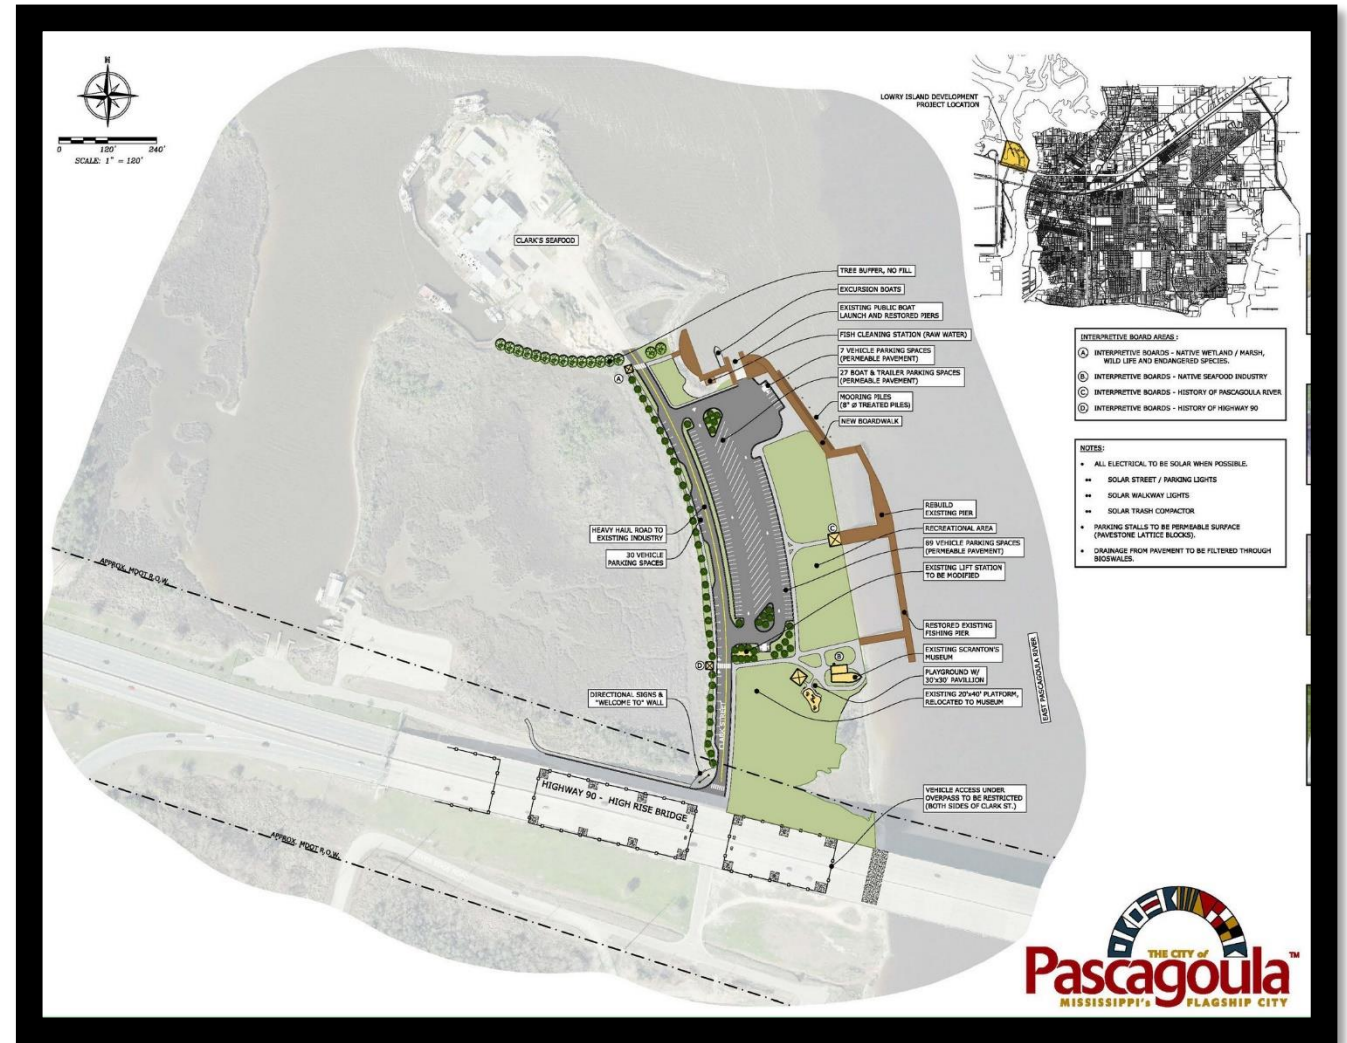 N
0 120' 240'
SCALE: 1" = 120'
LOWRY ISLAND DEVELOPMENT
PROJECT LOCATION
CLARK'S SEAFOOD
TREE BUFFER, NO FILL
EXCURSION BOATS
EXISTING PUBLIC BOAT
LAUNCH AND RESTORED PIERS
FISH CLEANING STATION (RAW WATER)
7 VEHICLE PARKING SPACES
(PERMEABLE PAVEMENT)
27 BOAT & TRAILER PARKING SPACES
(PERMEABLE PAVEMENT)
MOORING PILES
(8" Ø TREATED PILES)
NEW BOARDWALK
REBUILD
EXISTING PIER
RECREATIONAL AREA
89 VEHICLE PARKING SPACES
(PERMEABLE PAVEMENT)
EXISTING LIFT STATION
TO BE MODIFIED
RESTORED EXISTING
FISHING PIER
EXISTING SCRANTON'S
MUSEUM
PLAYGROUND W/
30'x30' PAVILLION
EXISTING 20'x40' PLATFORM,
RELOCATED TO MUSEUM
VEHICLE ACCESS UNDER
OVERPASS TO BE RESTRICTED
(BOTH SIDES OF CLARK ST.)
HEAVY HAUL ROAD TO
EXISTING INDUSTRY
30 VEHICLE
PARKING SPACES
DIRECTIONAL SIGNS &
"WELCOME TO" WALL
A
B
C
D
CLARK STREET
EAST PASCAGOULA RIVER
APPROX. MDOT R.O.W.
HIGHWAY 90 - HIGH RISE BRIDGE
APPROX. MDOT R.O.W.
INTERPRETIVE BOARD AREAS :
A INTERPRETIVE BOARDS - NATIVE WETLAND / MARSH,
WILD LIFE AND ENDANGERED SPECIES.
B INTERPRETIVE BOARDS - NATIVE SEAFOOD INDUSTRY
C INTERPRETIVE BOARDS - HISTORY OF PASCAGOULA RIVER
D INTERPRETIVE BOARDS - HISTORY OF HIGHWAY 90
NOTES:
• ALL ELECTRICAL TO BE SOLAR WHEN POSSIBLE.
•• SOLAR STREET / PARKING LIGHTS
•• SOLAR WALKWAY LIGHTS
•• SOLAR TRASH COMPACTOR
• PARKING STALLS TO BE PERMEABLE SURFACE
(PAVESTONE LATTICE BLOCKS).
• DRAINAGE FROM PAVEMENT TO BE FILTERED THROUGH
BIOSWALES.
THE CITY of
Pascagoula™
MISSISSIPPI's FLAGSHIP CITY